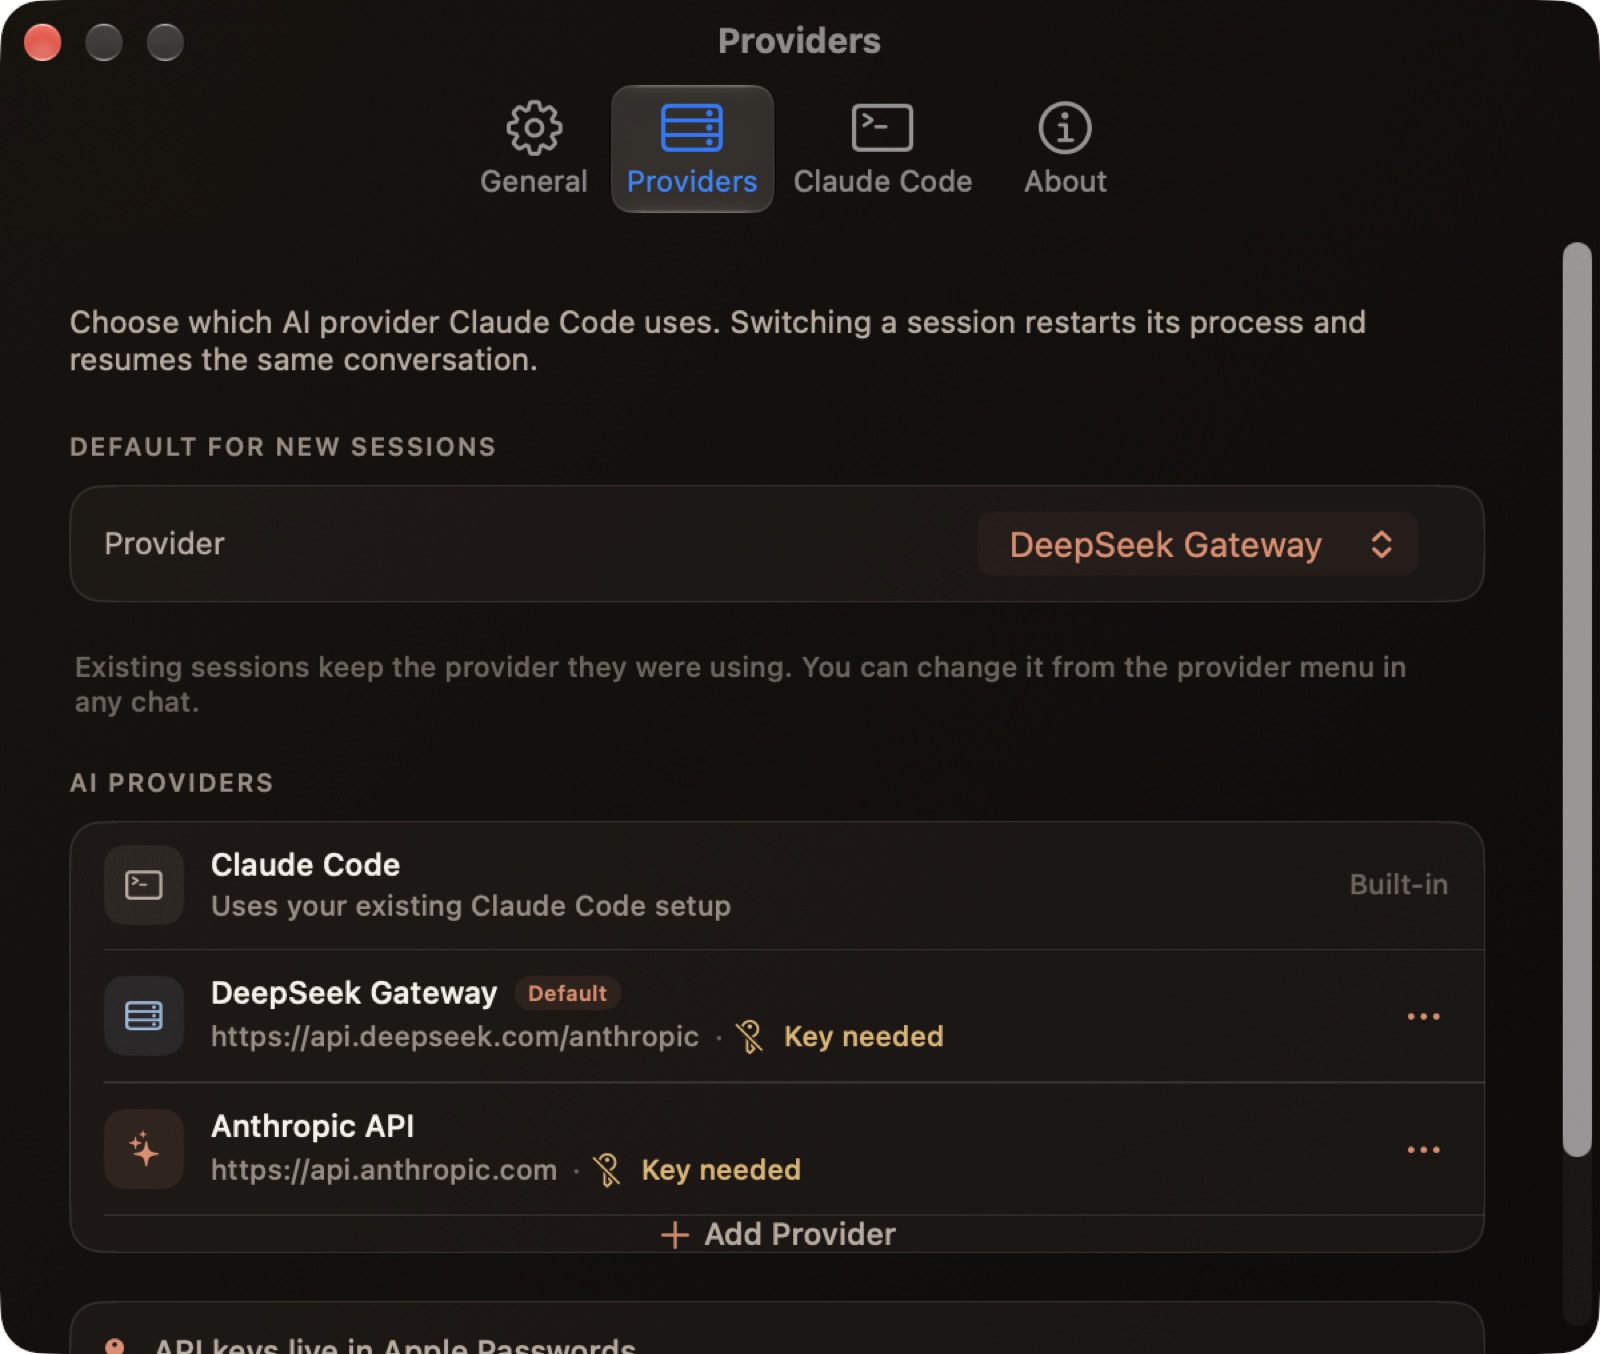 Providers
General
Providers
Claude Code
About
Choose which AI provider Claude Code uses. Switching a session restarts its process and
resumes the same conversation.
DEFAULT FOR NEW SESSIONS
Provider
DeepSeek Gateway
Existing sessions keep the provider they were using. You can change it from the provider menu in
any chat.
AI PROVIDERS
Claude Code
Uses your existing Claude Code setup
Built-in
DeepSeek Gateway Default
https://api.deepseek.com/anthropic · Key needed
Anthropic API
https://api.anthropic.com · Key needed
+ Add Provider
API keys live in Apple Passwords